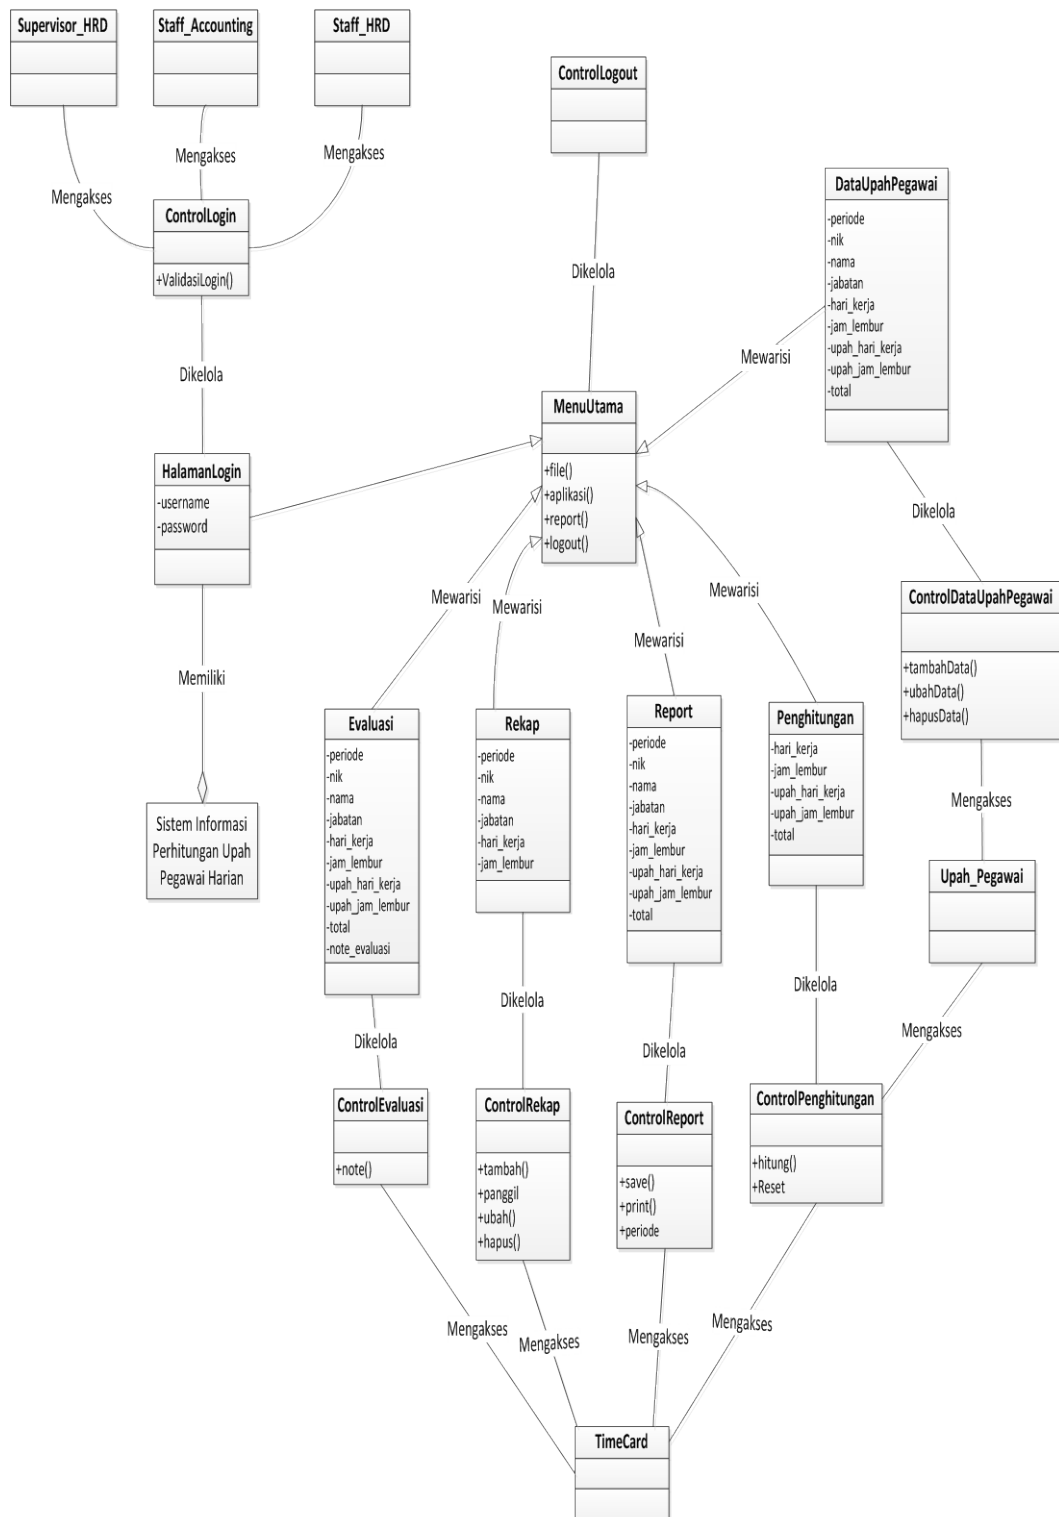 Supervisor_HRD
Staff_Accounting
Staff_HRD
ControlLogout
Mengakses
Mengakses
Mengakses
DataUpahPegawai
-periode
-nik
-nama
-jabatan
-hari_kerja
-jam_lembur
-upah_hari_kerja
-upah_jam_lembur
-total
ControlLogin
+ValidasiLogin()
Dikelola
Mewarisi
Dikelola
MenuUtama
+file()
+aplikasi()
+report()
+logout()
HalamanLogin
-username
-password
Dikelola
Mewarisi
Mewarisi
Mewarisi
Mewarisi
ControlDataUpahPegawai
+tambahData()
+ubahData()
+hapusData()
Memiliki
Evaluasi
-periode
-nik
-nama
-jabatan
-hari_kerja
-jam_lembur
-upah_hari_kerja
-upah_jam_lembur
-total
-note_evaluasi
Rekap
-periode
-nik
-nama
-jabatan
-hari_kerja
-jam_lembur
Report
-periode
-nik
-nama
-jabatan
-hari_kerja
-jam_lembur
-upah_hari_kerja
-upah_jam_lembur
-total
Penghitungan
-hari_kerja
-jam_lembur
-upah_hari_kerja
-upah_jam_lembur
-total
Mengakses
Sistem Informasi
Perhitungan Upah
Pegawai Harian
Upah_Pegawai
Dikelola
Dikelola
Dikelola
Dikelola
Mengakses
ControlEvaluasi
+note()
ControlRekap
+tambah()
+panggil
+ubah()
+hapus()
ControlReport
+save()
+print()
+periode
ControlPenghitungan
+hitung()
+Reset
Mengakses
Mengakses
Mengakses
Mengakses
TimeCard